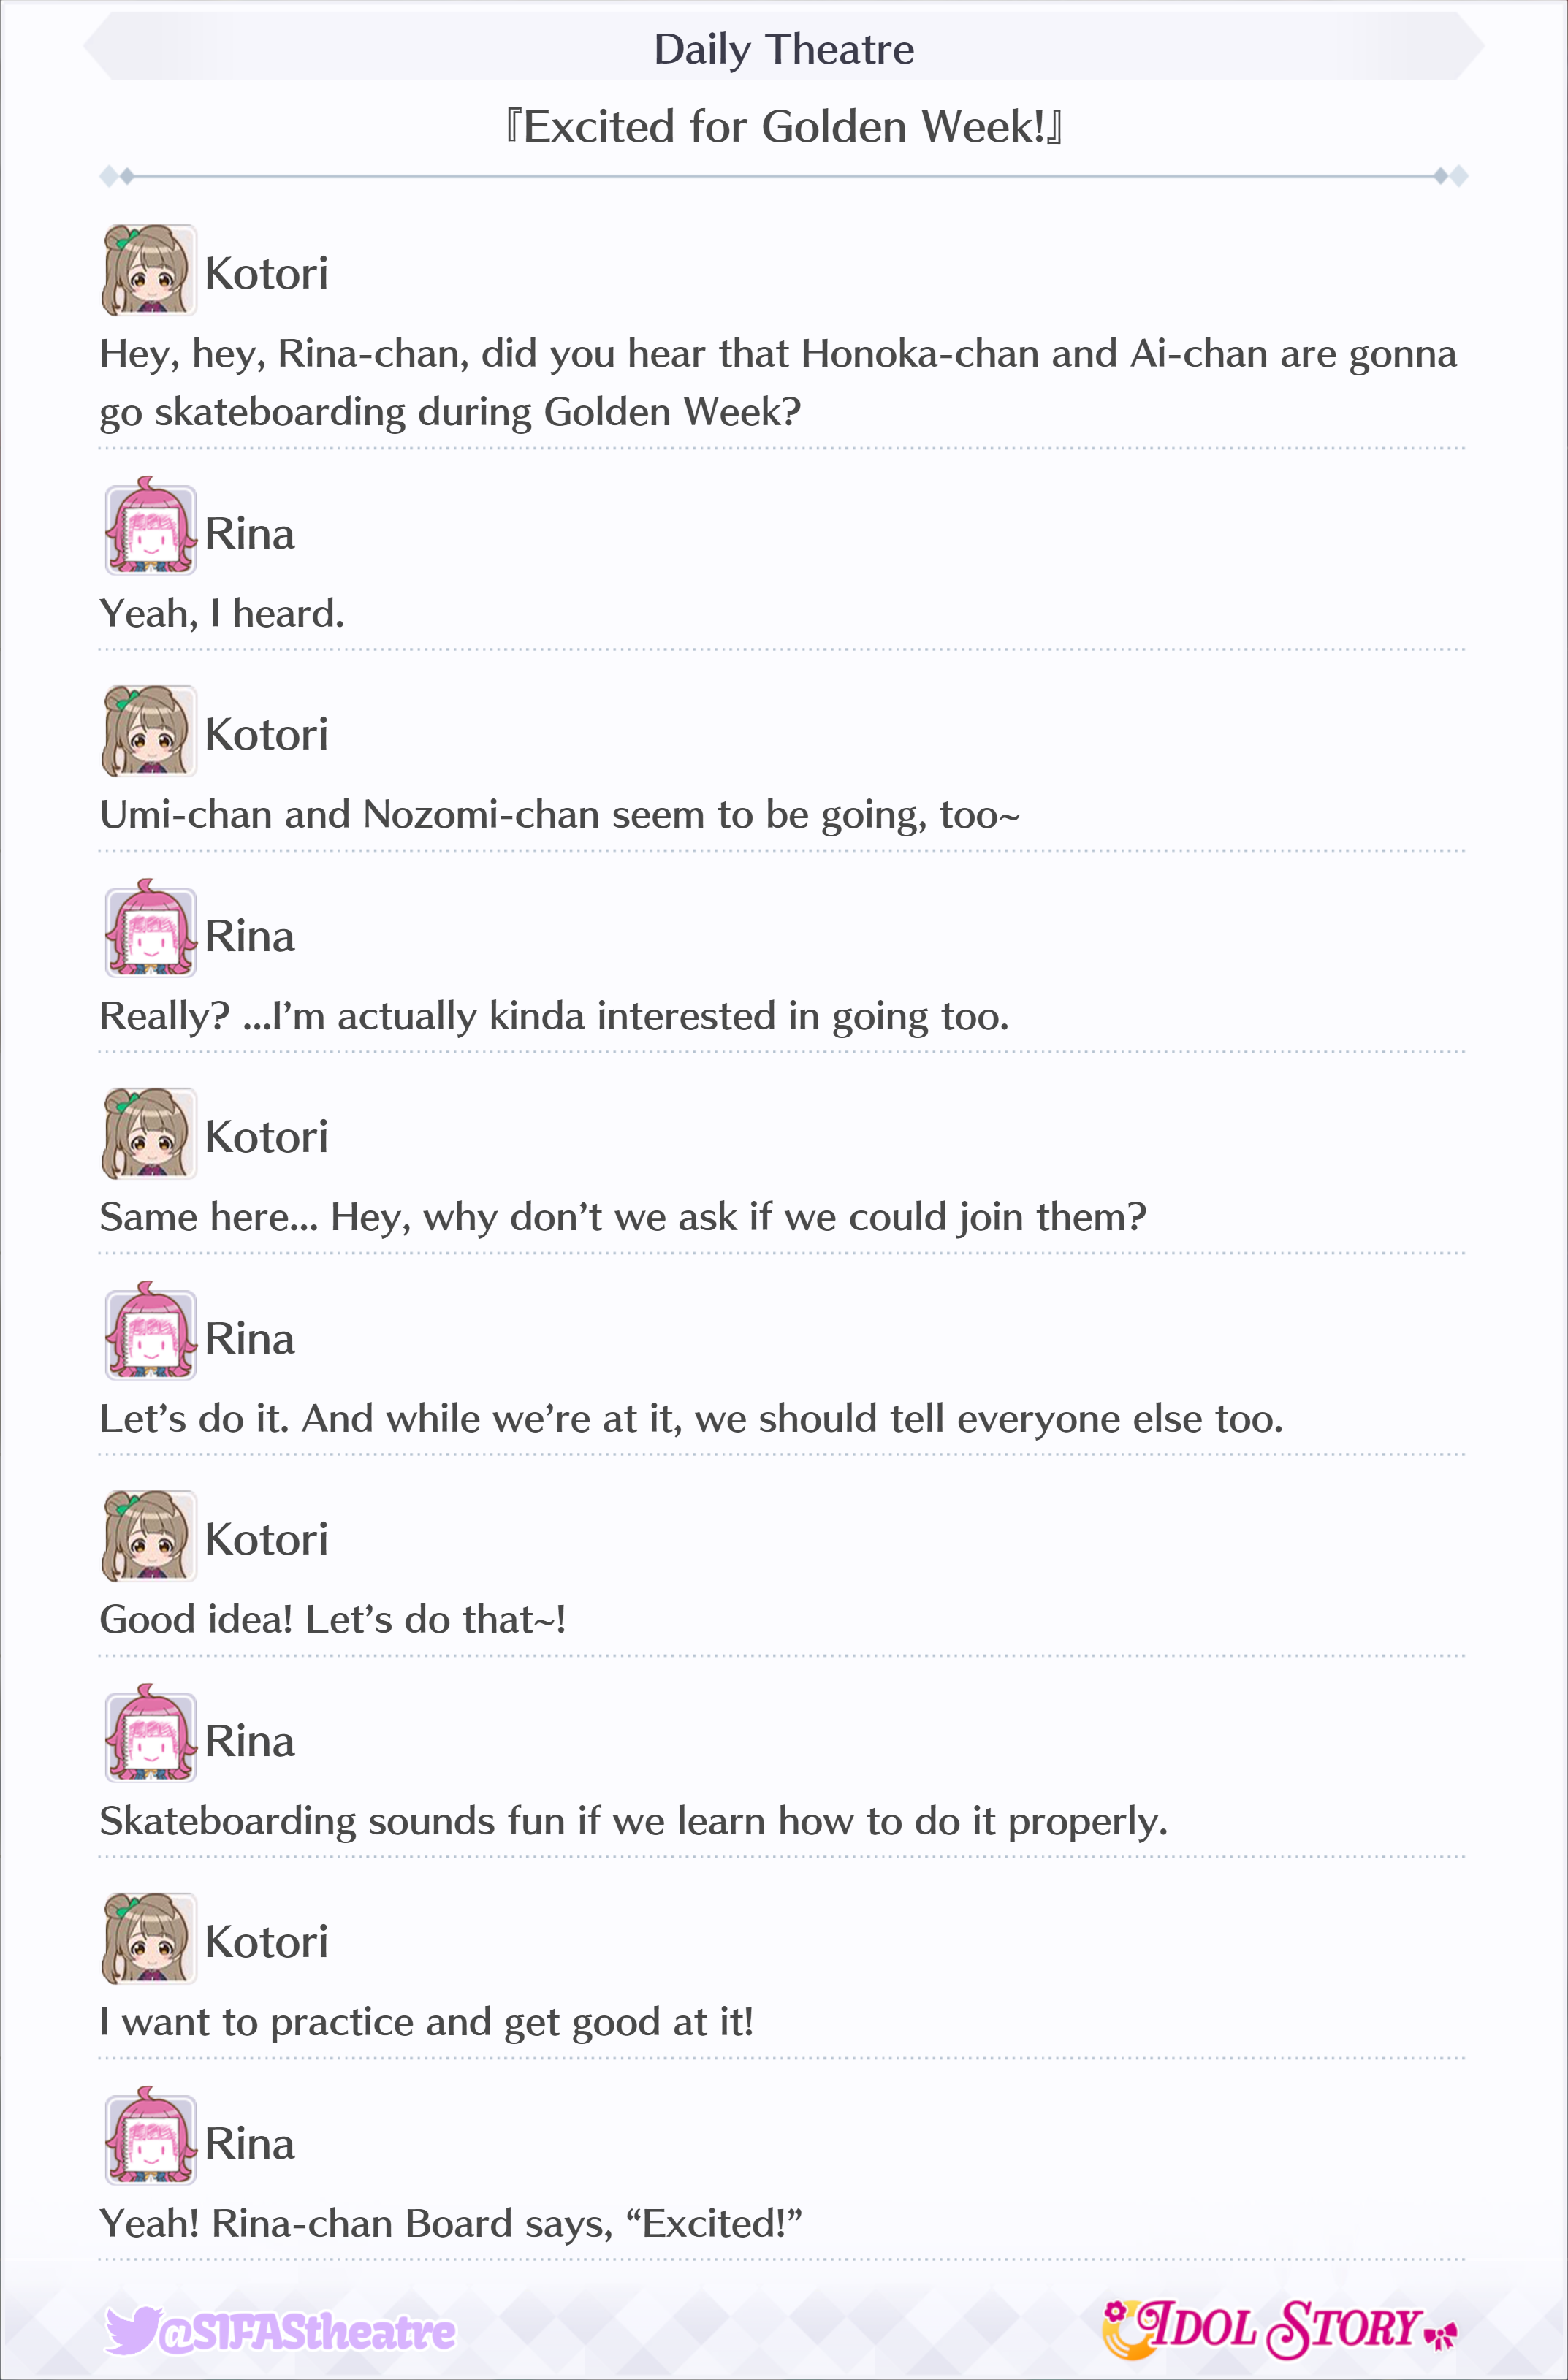 Daily Theatre
『Excited for Golden Week!』
Kotori
Hey, hey, Rina-chan, did you hear that Honoka-chan and Ai-chan are gonna
go skateboarding during Golden Week?
Rina
Yeah, I heard.
Kotori
Umi-chan and Nozomi-chan seem to be going, too~
Rina
Really? ...I’m actually kinda interested in going too.
Kotori
Same here... Hey, why don’t we ask if we could join them?
Rina
Let’s do it. And while we’re at it, we should tell everyone else too.
Kotori
Good idea! Let’s do that~!
Rina
Skateboarding sounds fun if we learn how to do it properly.
Kotori
I want to practice and get good at it!
Rina
Yeah! Rina-chan Board says, “Excited!”
@SIFAStheatre
IDOL STORY